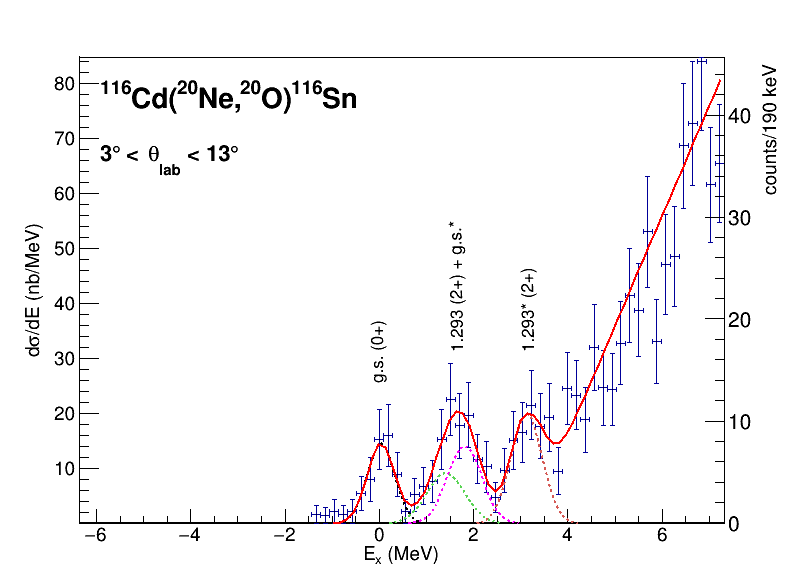 ¹¹⁶Cd(²⁰Ne,²⁰O)¹¹⁶Sn
3° < θ_lab < 13°
g.s. (0+)
1.293 (2+) + g.s.*
1.293* (2+)
dσ/dE (nb/MeV)
80
70
60
50
40
30
20
10
counts/190 keV
40
30
20
10
0
−6 −4 −2 0 2 4 6
E_x (MeV)